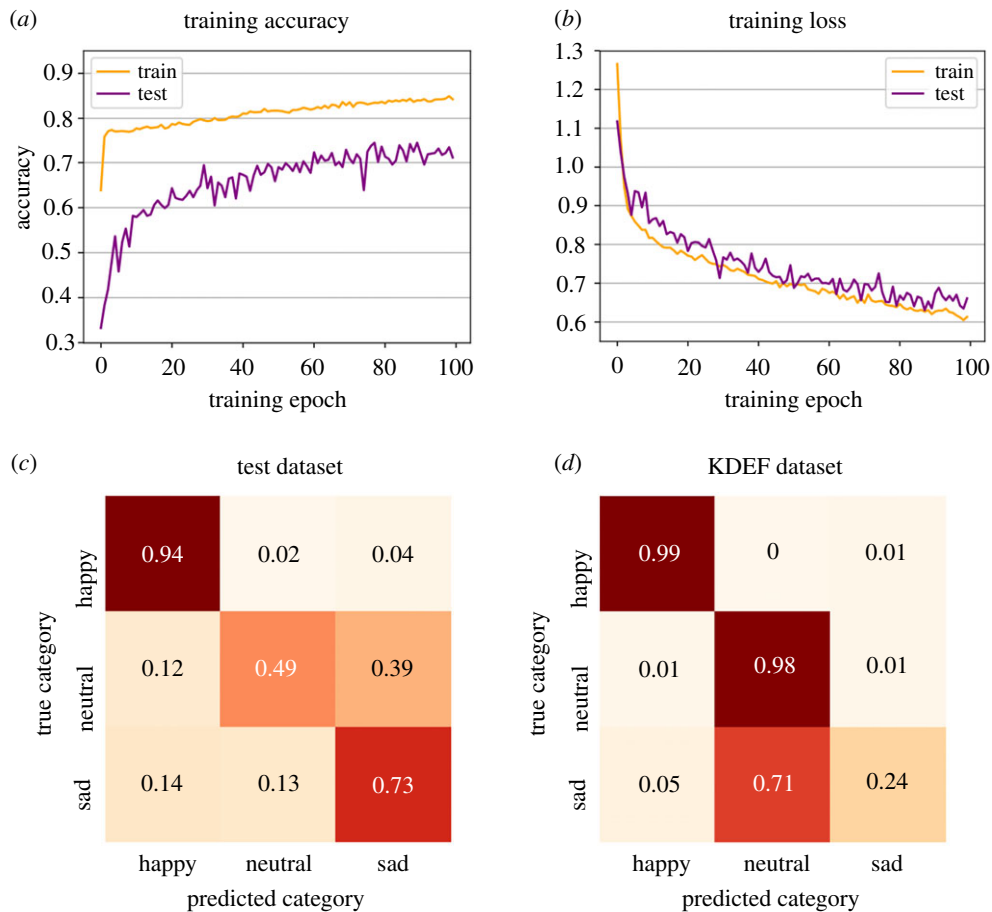 (a) training accuracy
(b) training loss
0.9
0.8
0.7
0.6
0.5
0.4
0.3
accuracy
train
test
0 20 40 60 80 100
training epoch
1.3
1.2
1.1
1.0
0.9
0.8
0.7
0.6
train
test
0 20 40 60 80 100
training epoch
(c) test dataset
true category
happy
0.94 0.02 0.04
neutral
0.12 0.49 0.39
sad
0.14 0.13 0.73
happy neutral sad
predicted category
(d) KDEF dataset
true category
happy
0.99 0 0.01
neutral
0.01 0.98 0.01
sad
0.05 0.71 0.24
happy neutral sad
predicted category